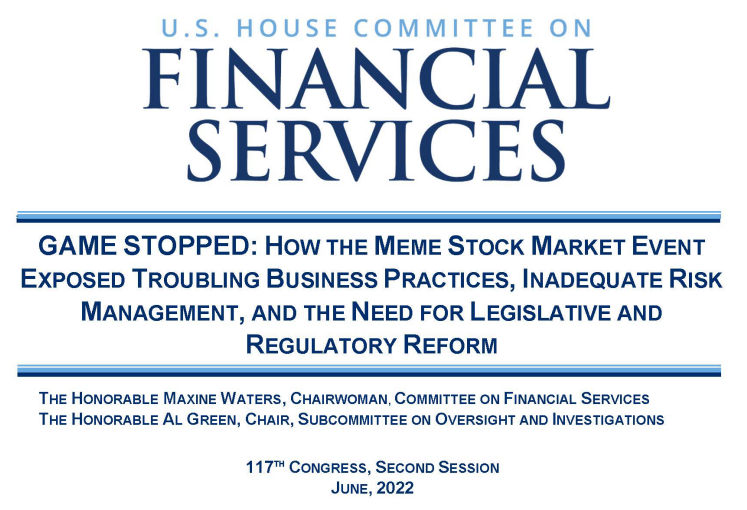 U.S. HOUSE COMMITTEE ON
FINANCIAL
SERVICES
GAME STOPPED: HOW THE MEME STOCK MARKET EVENT
EXPOSED TROUBLING BUSINESS PRACTICES, INADEQUATE RISK
MANAGEMENT, AND THE NEED FOR LEGISLATIVE AND
REGULATORY REFORM
THE HONORABLE MAXINE WATERS, CHAIRWOMAN, COMMITTEE ON FINANCIAL SERVICES
THE HONORABLE AL GREEN, CHAIR, SUBCOMMITTEE ON OVERSIGHT AND INVESTIGATIONS
117TH CONGRESS, SECOND SESSION
JUNE, 2022